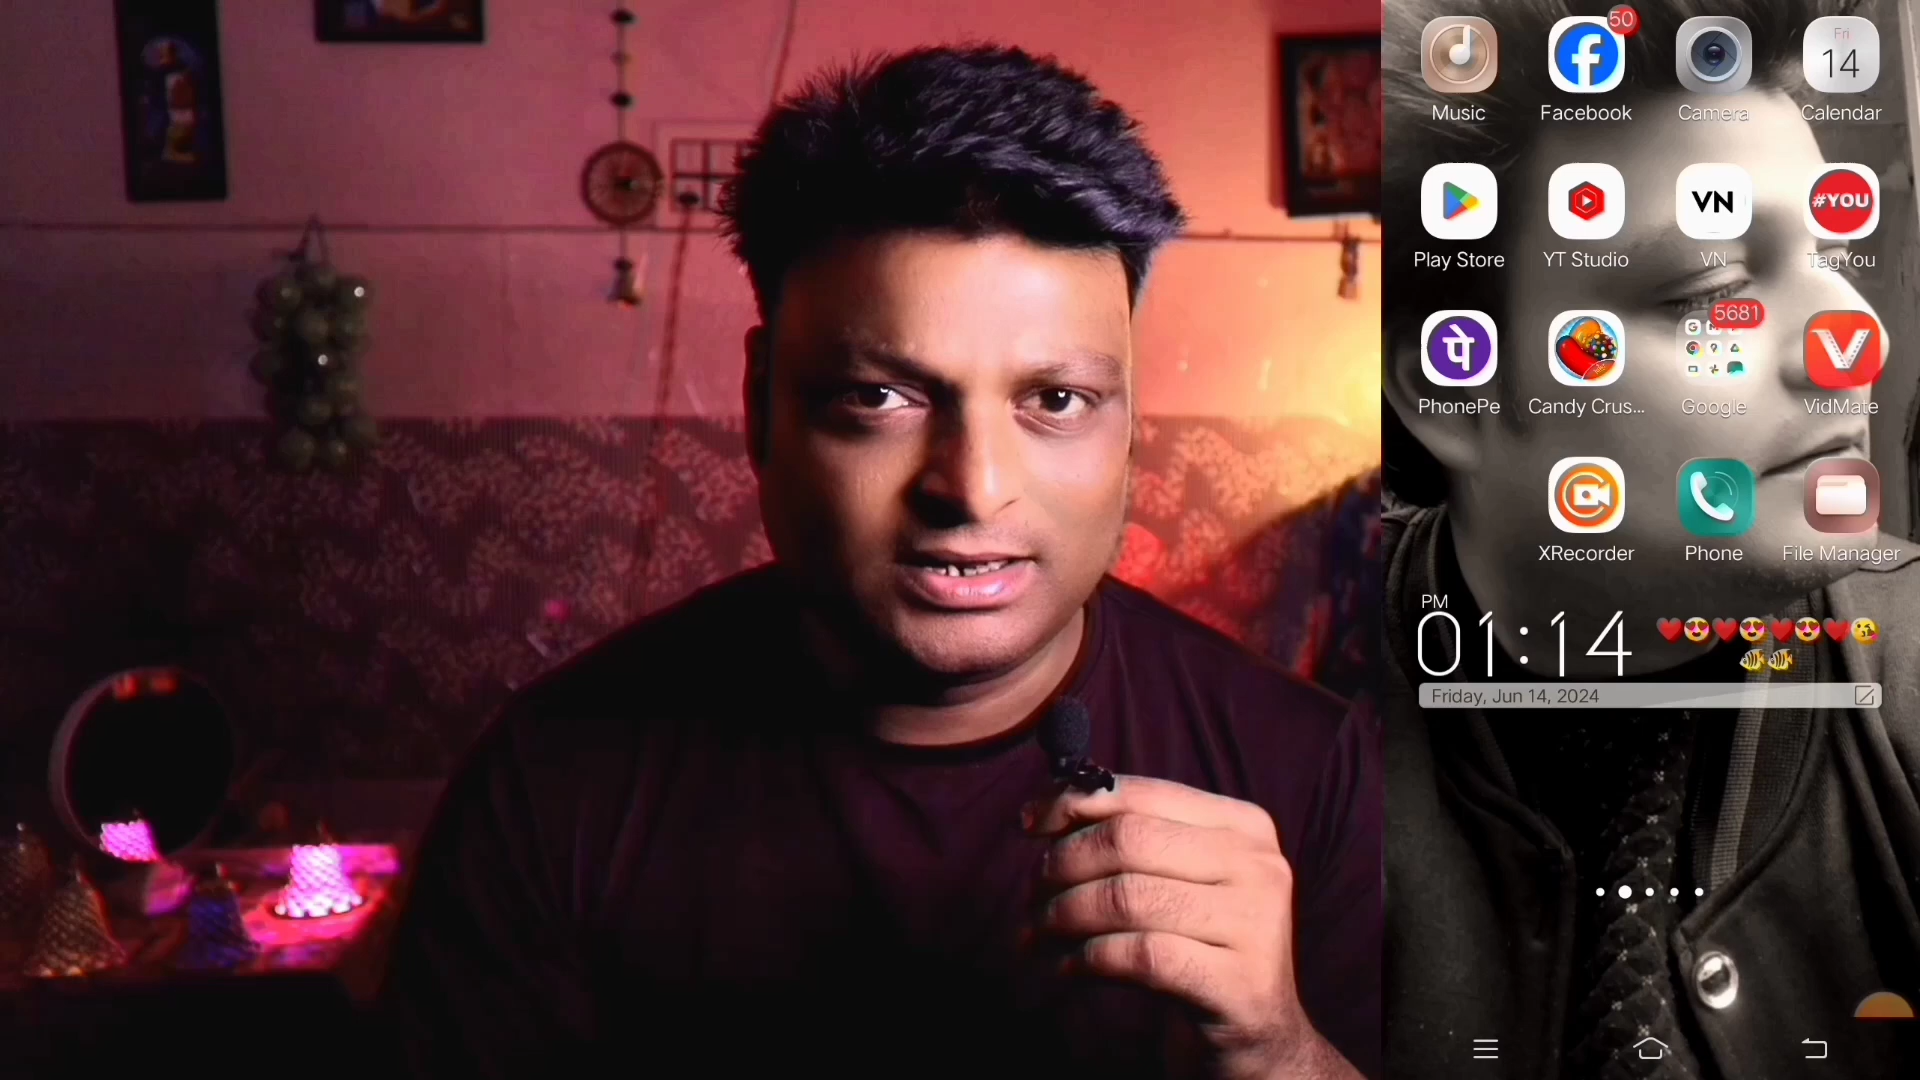 50
Fri
14
Music
Facebook
Camera
Calendar
VN
#YOU
Play Store
YT Studio
VN
TagYou
पे
5681
PhonePe
Candy Crus...
Google
VidMate
XRecorder
Phone
File Manager
PM
01:14
Friday, Jun 14, 2024